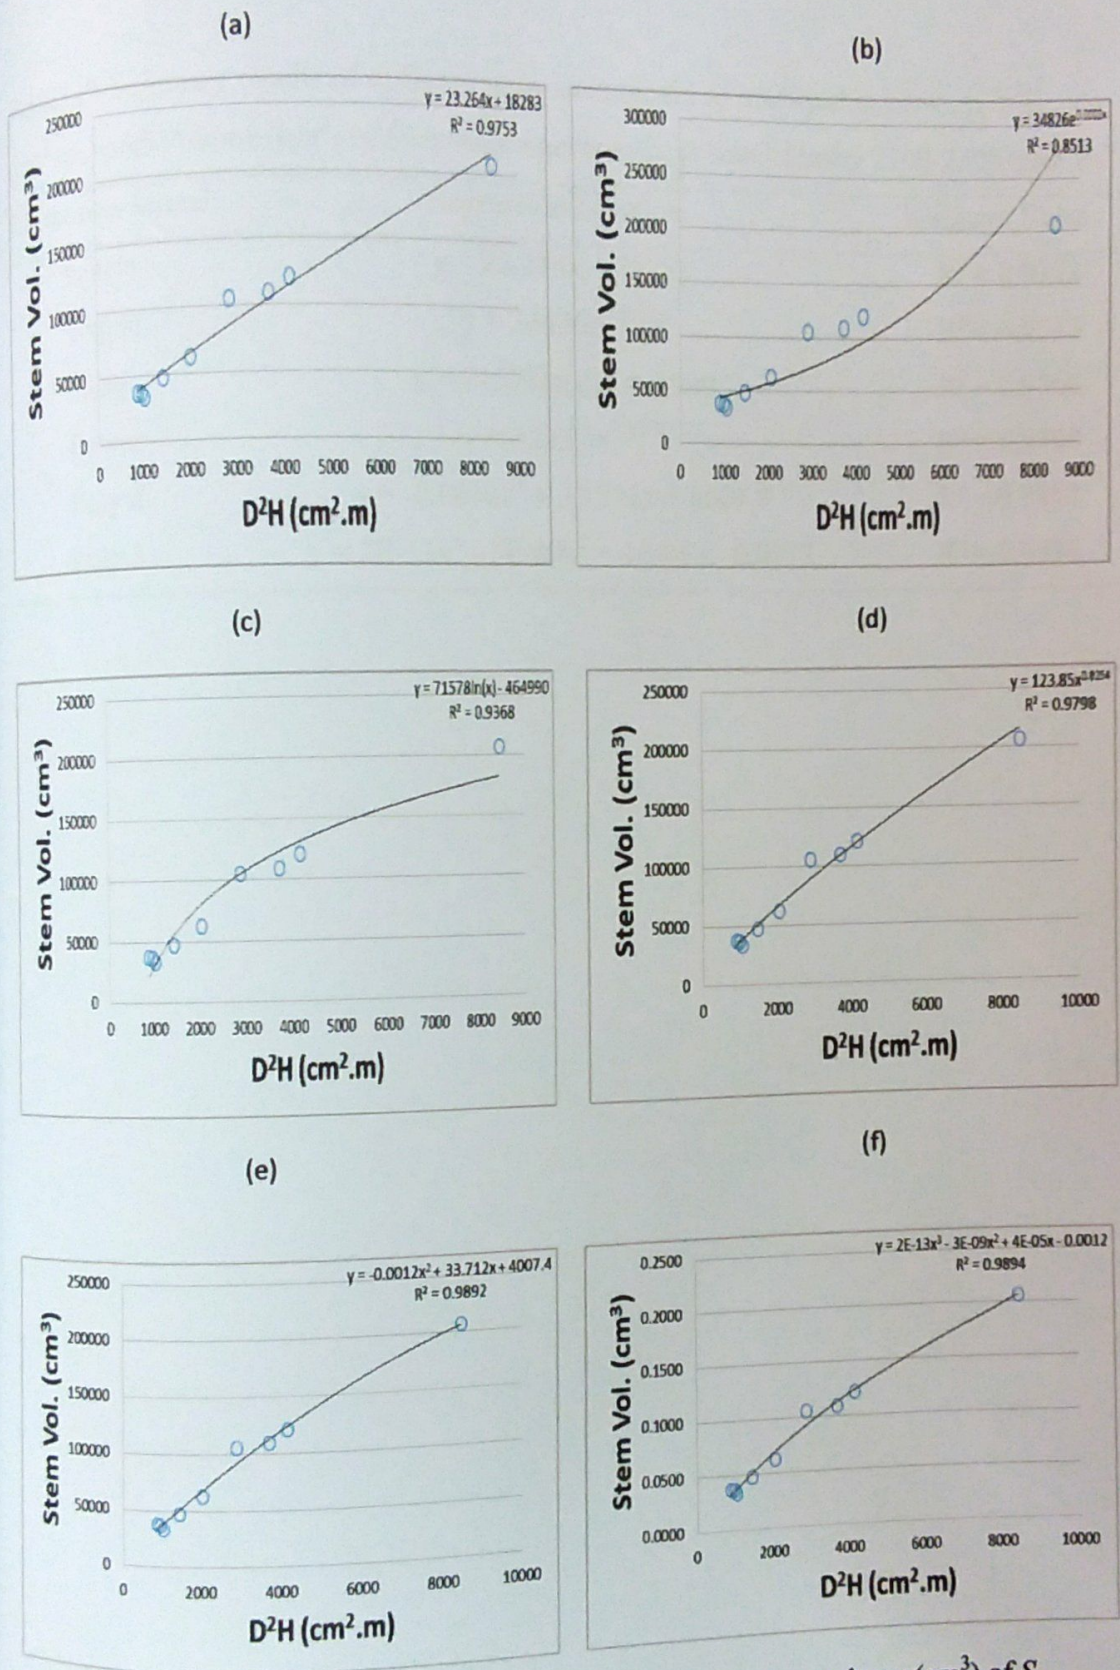 (a)
y = 23.264x + 18283
R² = 0.9753
250000
200000
150000
100000
50000
0
Stem Vol. (cm³)
0 1000 2000 3000 4000 5000 6000 7000 8000 9000
D²H (cm².m)
(b)
R² = 0.8513
300000
250000
200000
150000
100000
50000
0
Stem Vol. (cm³)
0 1000 2000 3000 4000 5000 6000 7000 8000 9000
D²H (cm².m)
(c)
y = 71578ln(x) - 464990
R² = 0.9368
250000
200000
150000
100000
50000
0
Stem Vol. (cm³)
0 1000 2000 3000 4000 5000 6000 7000 8000 9000
D²H (cm².m)
(d)
y = 123.85x^0.8254
R² = 0.9798
250000
200000
150000
100000
50000
0
Stem Vol. (cm³)
0 2000 4000 6000 8000 10000
D²H (cm².m)
(e)
y = -0.0012x² + 33.712x + 4007.4
R² = 0.9892
250000
200000
150000
100000
50000
0
Stem Vol. (cm³)
0 2000 4000 6000 8000 10000
D²H (cm².m)
(f)
y = 2E-13x³ - 3E-09x² + 4E-05x - 0.0012
R² = 0.9894
0.2500
0.2000
0.1500
0.1000
0.0500
0.0000
Stem Vol. (cm³)
0 2000 4000 6000 8000 10000
D²H (cm².m)
of S